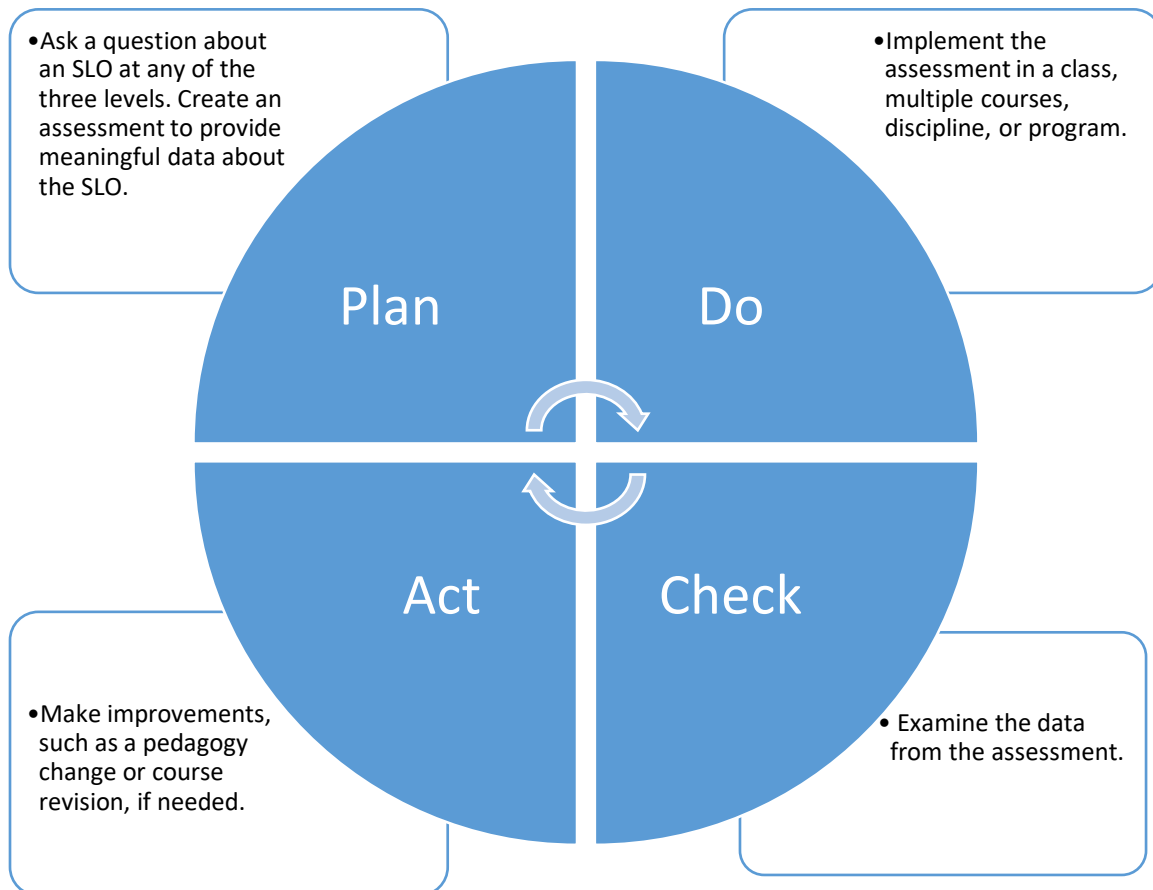 •Ask a question about
an SLO at any of the
three levels. Create an
assessment to provide
meaningful data about
the SLO.
•Implement the
assessment in a class,
multiple courses,
discipline, or program.
Plan
Do
Act
Check
•Make improvements,
such as a pedagogy
change or course
revision, if needed.
• Examine the data
from the assessment.